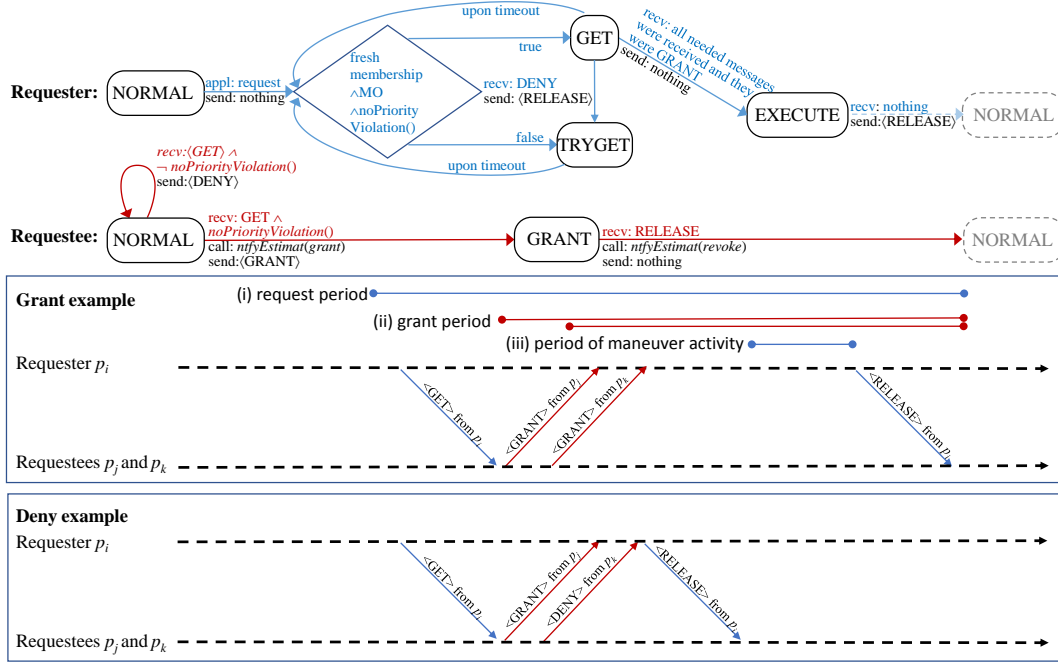 upon timeout
recv: all needed messages
were received and they
were GRANT
send: nothing
Requester:
NORMAL
appl: request
send: nothing
fresh
membership
∧MO
∧noPriority
Violation()
true
false
GET
recv: DENY
send: ⟨RELEASE⟩
TRYGET
upon timeout
EXECUTE
recv: nothing
send:⟨RELEASE⟩
NORMAL
recv:⟨GET⟩ ∧
¬ noPriorityViolation()
send:⟨DENY⟩
Requestee:
NORMAL
recv: GET ∧
noPriorityViolation()
call: ntfyEstimat(grant)
send:⟨GRANT⟩
GRANT
recv: RELEASE
call: ntfyEstimat(revoke)
send: nothing
NORMAL
Grant example
(i) request period
(ii) grant period
(iii) period of maneuver activity
Requester pi
<GET> from pi
<GRANT> from pj
<GRANT> from pk
<RELEASE> from pi
Requestees pj and pk
Deny example
Requester pi
<GET> from pi
<GRANT> from pj
<DENY> from pk
<RELEASE> from pi
Requestees pj and pk